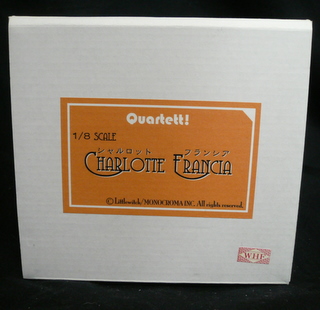 Quartett!
1/8 SCALE
シャルロット フランシア
CHARLOTTE FRANCIA
©Littlewitch/MONOCROMA INC. All rights reserved.
WHF